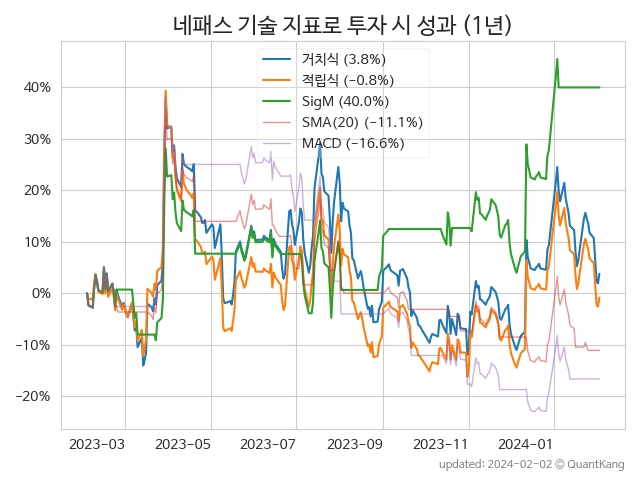 네패스 기술 지표로 투자 시 성과 (1년)
거치식 (3.8%)
적립식 (−0.8%)
SigM (40.0%)
SMA(20) (−11.1%)
MACD (−16.6%)
40%
30%
20%
10%
0%
−10%
−20%
2023-03 2023-05 2023-07 2023-09 2023-11 2024-01
updated: 2024-02-02 © QuantKang